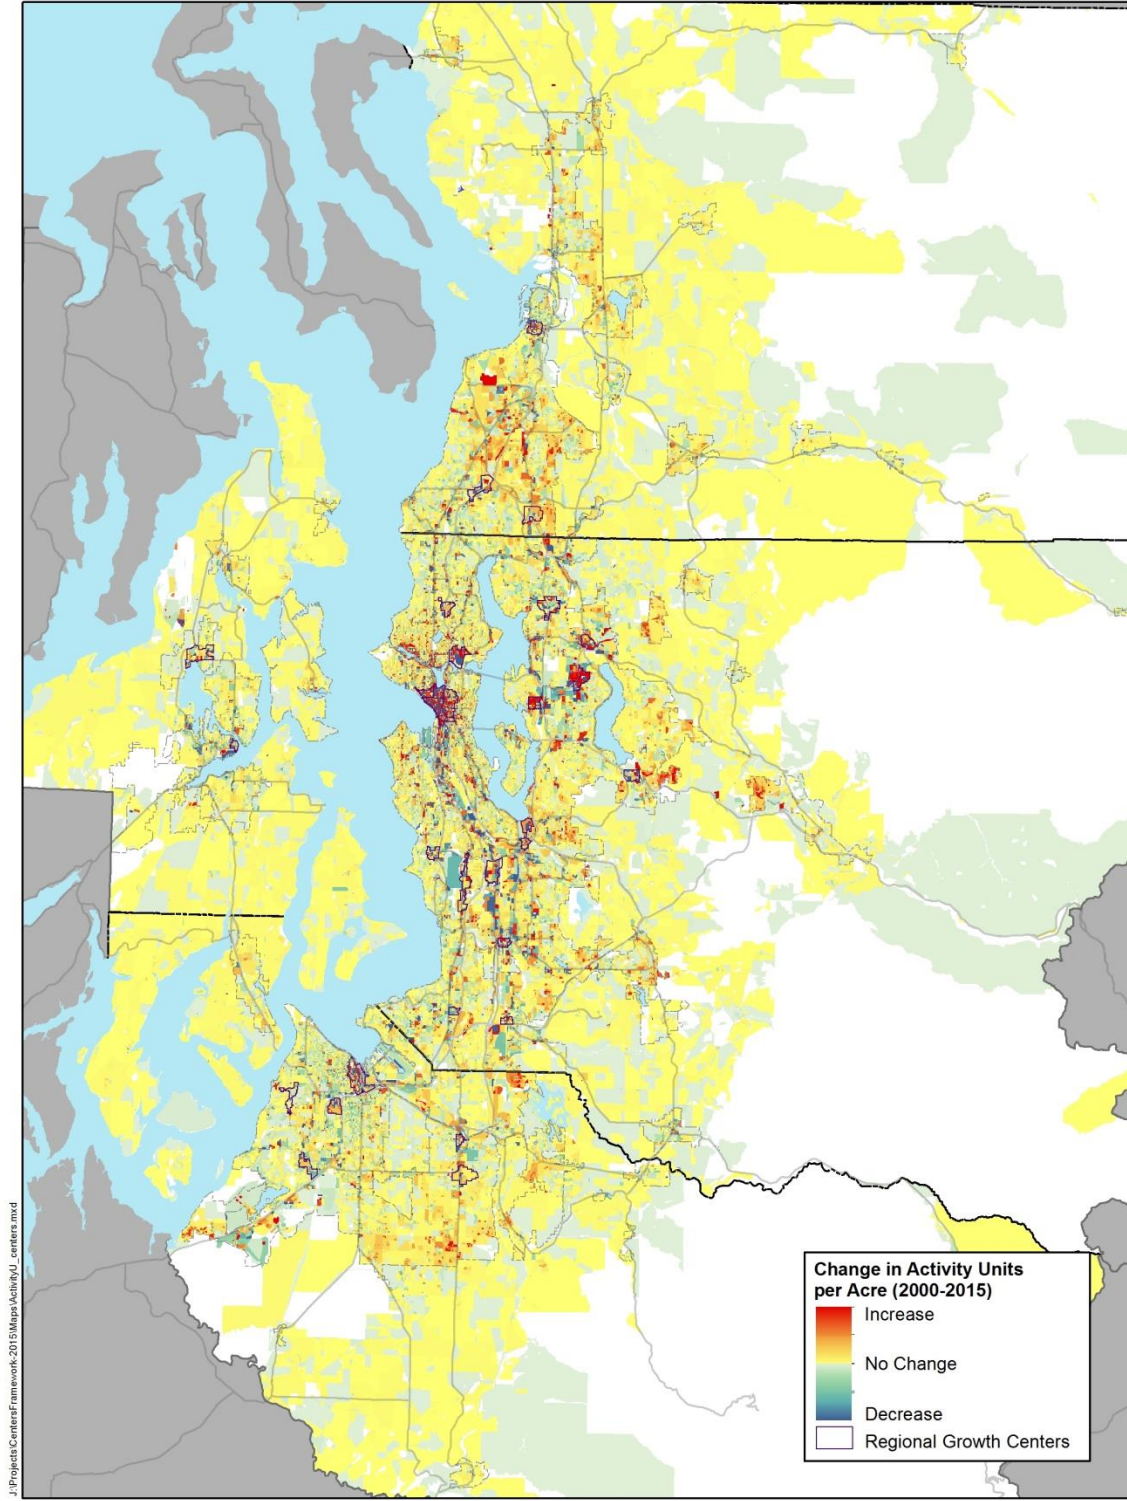 Change in Activity Units
per Acre (2000-2015)
Increase
No Change
Decrease
Regional Growth Centers
J:\Projects\CentersFramework-2015\Maps\ActivityU_centers.mxd